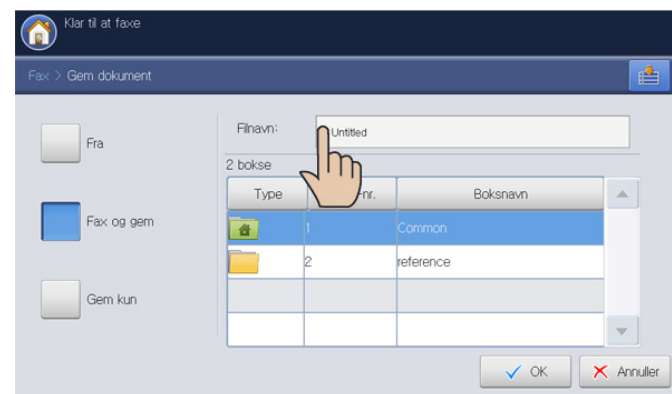 Klar til at faxe
Fax > Gem dokument
Fra
Fax og gem
Gem kun
Filnavn: Untitled
2 bokse
Type nr. Boksnavn
1 Common
2 reference
OK Annuller